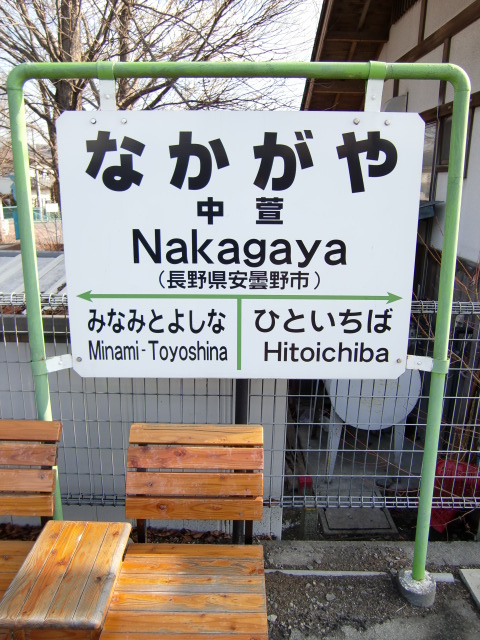 なかがや
中萱
Nakagaya
（長野県安曇野市）
みなみとよしな ひといちば
Minami-Toyoshina Hitoichiba